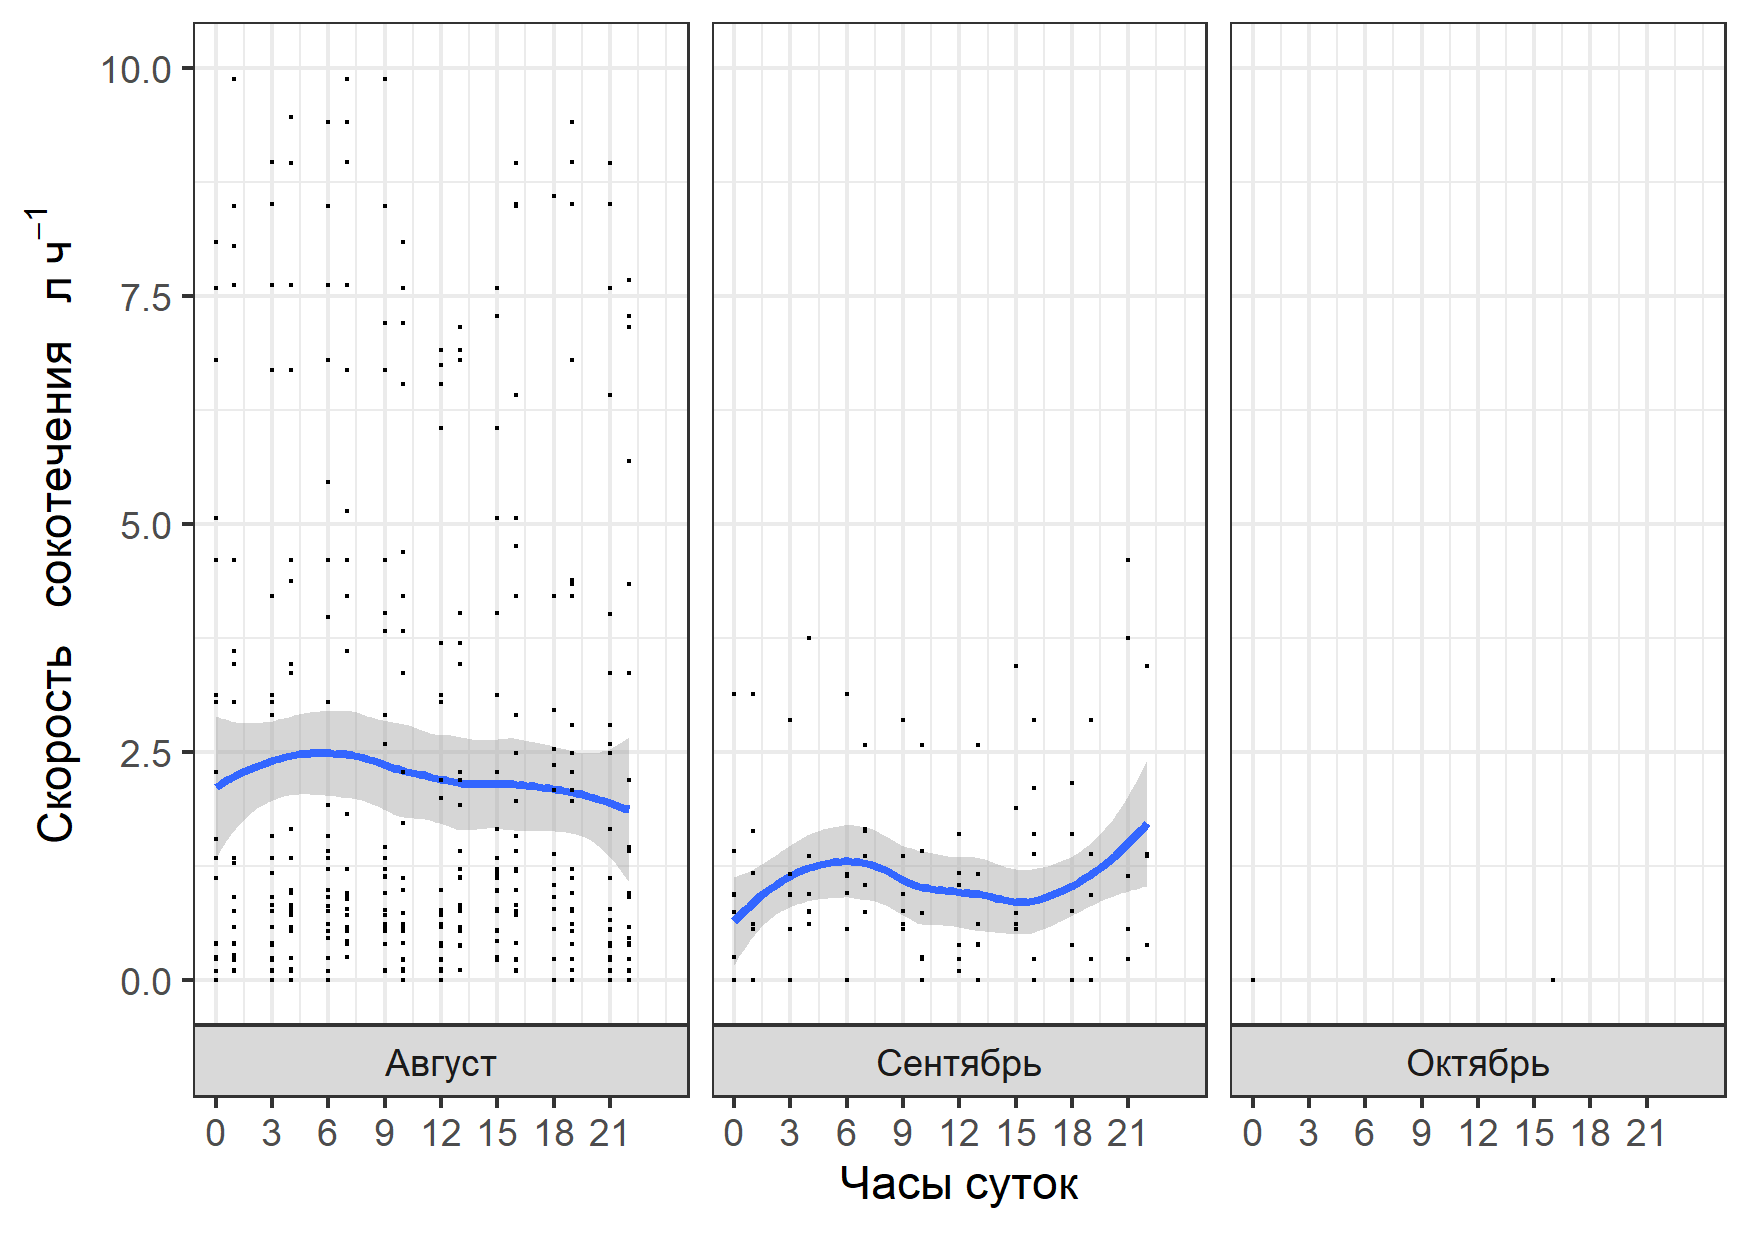 Скорость сокотечения л ч⁻¹
10.0
7.5
5.0
2.5
0.0
Август Сентябрь Октябрь
0 3 6 9 12 15 18 21 0 3 6 9 12 15 18 21 0 3 6 9 12 15 18 21
Часы суток